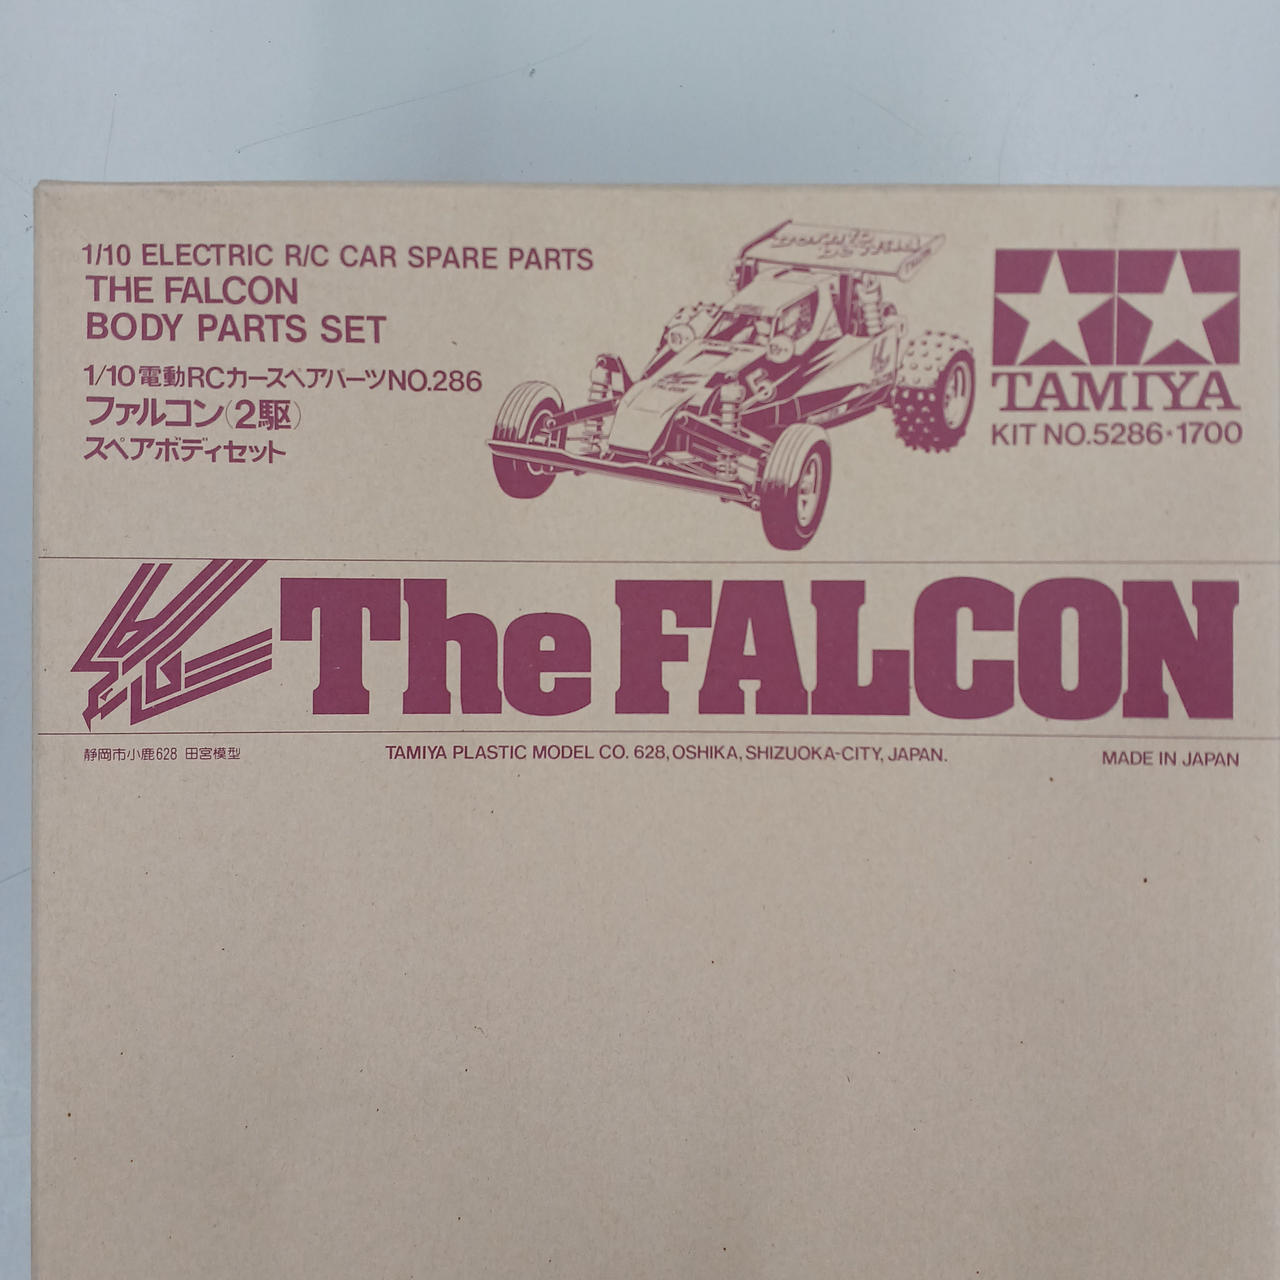 1/10 ELECTRIC R/C CAR SPARE PARTS
THE FALCON
BODY PARTS SET
1/10電動RCカースペアパーツNO.286
ファルコン(2駆)
スペアボディセット
5
TAMIYA
KIT NO.5286・1700
The FALCON
静岡市小鹿628 田宮模型
TAMIYA PLASTIC MODEL CO. 628, OSHIKA, SHIZUOKA-CITY, JAPAN.
MADE IN JAPAN